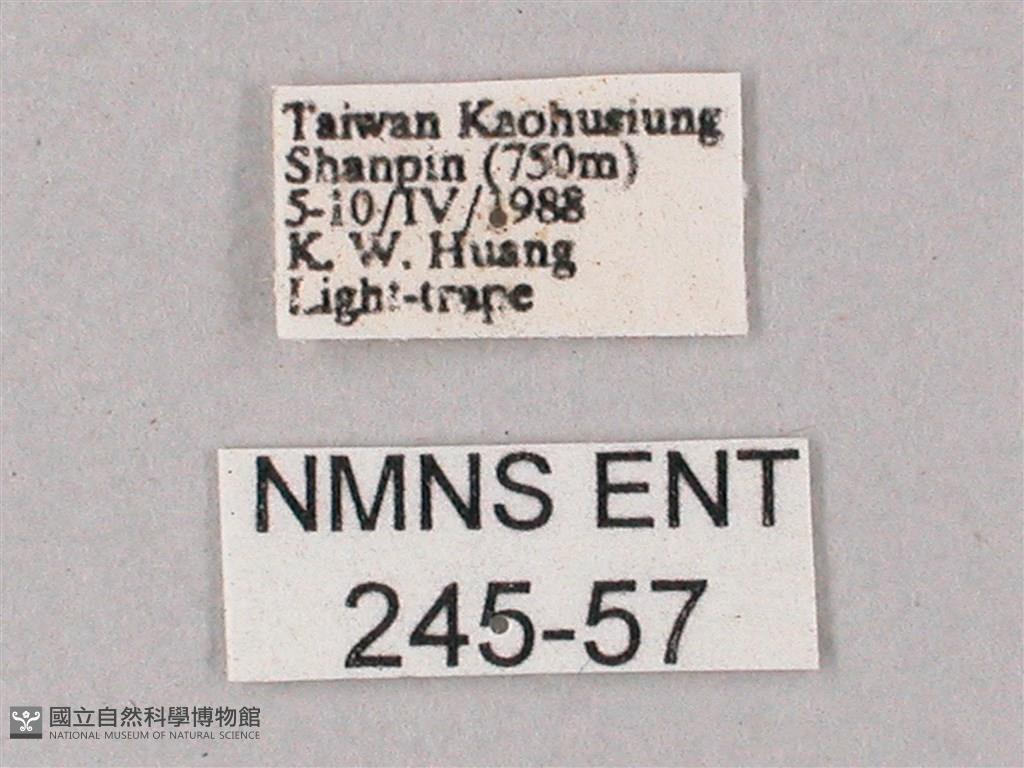 Taiwan Kaohusiung
Shanpin (750m)
5-10/IV/1988
K. W. Huang
Light-trape
NMNS ENT
245-57
國立自然科學博物館
NATIONAL MUSEUM OF NATURAL SCIENCE